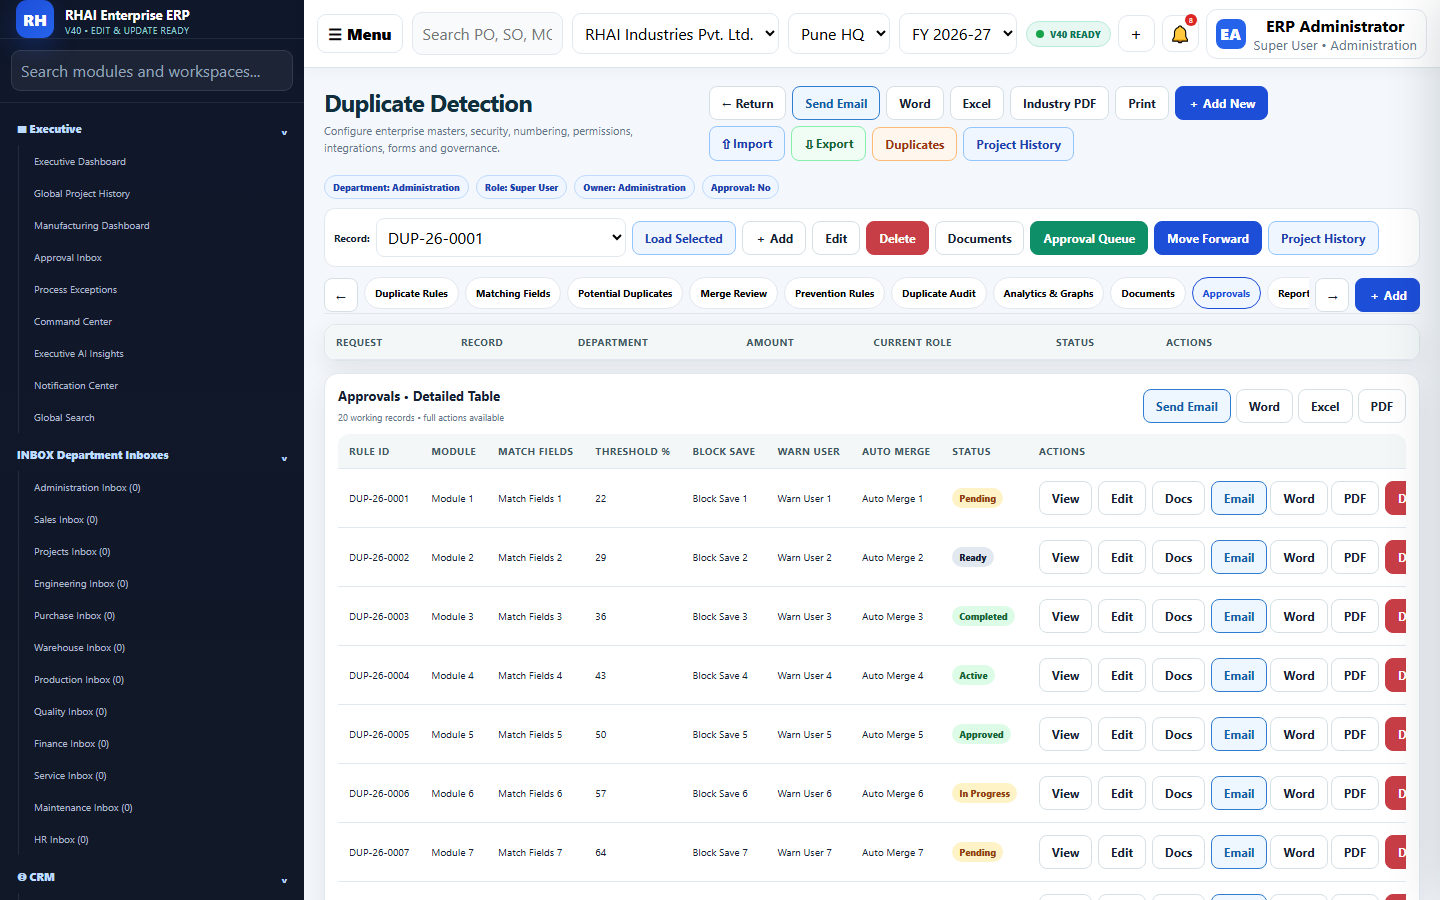 RH
RHAI Enterprise ERP
V40 • EDIT & UPDATE READY
Search modules and workspaces...
Executive
Executive Dashboard
Global Project History
Manufacturing Dashboard
Approval Inbox
Process Exceptions
Command Center
Executive AI Insights
Notification Center
Global Search
INBOX Department Inboxes
Administration Inbox (0)
Sales Inbox (0)
Projects Inbox (0)
Engineering Inbox (0)
Purchase Inbox (0)
Warehouse Inbox (0)
Production Inbox (0)
Quality Inbox (0)
Finance Inbox (0)
Service Inbox (0)
Maintenance Inbox (0)
HR Inbox (0)
CRM
☰ Menu
Search PO, SO, MO
RHAI Industries Pvt. Ltd.
Pune HQ
FY 2026-27
V40 READY
+
8
EA
ERP Administrator
Super User • Administration
Duplicate Detection
Configure enterprise masters, security, numbering, permissions,
integrations, forms and governance.
← Return
Send Email
Word
Excel
Industry PDF
Print
+ Add New
⇧ Import
⇩ Export
Duplicates
Project History
Department: Administration
Role: Super User
Owner: Administration
Approval: No
Record:
DUP-26-0001
Load Selected
+ Add
Edit
Delete
Documents
Approval Queue
Move Forward
Project History
←
Duplicate Rules
Matching Fields
Potential Duplicates
Merge Review
Prevention Rules
Duplicate Audit
Analytics & Graphs
Documents
Approvals
Report
→
+ Add
REQUEST RECORD DEPARTMENT AMOUNT CURRENT ROLE STATUS ACTIONS
Approvals • Detailed Table
20 working records • full actions available
Send Email
Word
Excel
PDF
RULE ID MODULE MATCH FIELDS THRESHOLD % BLOCK SAVE WARN USER AUTO MERGE STATUS ACTIONS
DUP-26-0001 Module 1 Match Fields 1 22 Block Save 1 Warn User 1 Auto Merge 1 Pending View Edit Docs Email Word PDF D
DUP-26-0002 Module 2 Match Fields 2 29 Block Save 2 Warn User 2 Auto Merge 2 Ready View Edit Docs Email Word PDF D
DUP-26-0003 Module 3 Match Fields 3 36 Block Save 3 Warn User 3 Auto Merge 3 Completed View Edit Docs Email Word PDF D
DUP-26-0004 Module 4 Match Fields 4 43 Block Save 4 Warn User 4 Auto Merge 4 Active View Edit Docs Email Word PDF D
DUP-26-0005 Module 5 Match Fields 5 50 Block Save 5 Warn User 5 Auto Merge 5 Approved View Edit Docs Email Word PDF D
DUP-26-0006 Module 6 Match Fields 6 57 Block Save 6 Warn User 6 Auto Merge 6 In Progress View Edit Docs Email Word PDF D
DUP-26-0007 Module 7 Match Fields 7 64 Block Save 7 Warn User 7 Auto Merge 7 Pending View Edit Docs Email Word PDF D